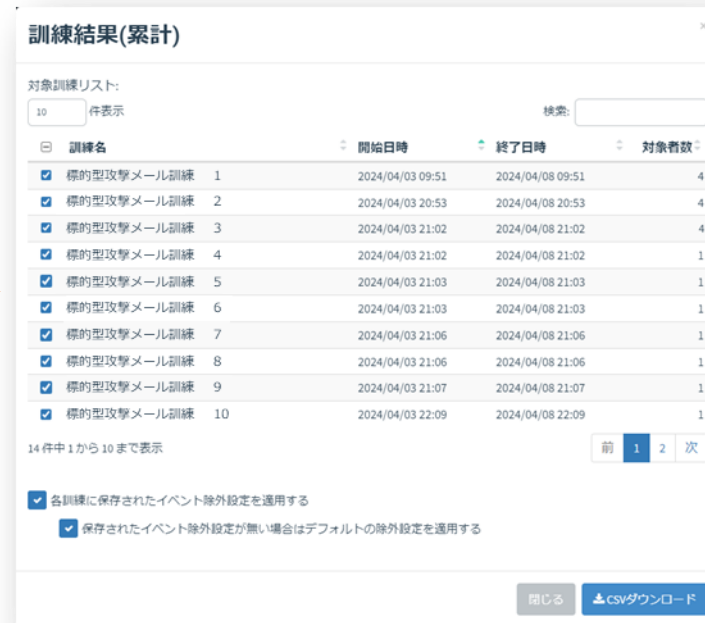 訓練結果(累計)
×
対象訓練リスト:
10 件表示 検索:
訓練名 開始日時 終了日時 対象者数
標的型攻撃メール訓練 1 2024/04/03 09:51 2024/04/08 09:51 4
標的型攻撃メール訓練 2 2024/04/03 20:53 2024/04/08 20:53 4
標的型攻撃メール訓練 3 2024/04/03 21:02 2024/04/08 21:02 4
標的型攻撃メール訓練 4 2024/04/03 21:02 2024/04/08 21:02 1
標的型攻撃メール訓練 5 2024/04/03 21:03 2024/04/08 21:03 1
標的型攻撃メール訓練 6 2024/04/03 21:03 2024/04/08 21:03 1
標的型攻撃メール訓練 7 2024/04/03 21:06 2024/04/08 21:06 1
標的型攻撃メール訓練 8 2024/04/03 21:06 2024/04/08 21:06 1
標的型攻撃メール訓練 9 2024/04/03 21:07 2024/04/08 21:07 1
標的型攻撃メール訓練 10 2024/04/03 22:09 2024/04/08 22:09 1
14 件中 1 から 10 まで表示 前 1 2 次
各訓練に保存されたイベント除外設定を適用する
保存されたイベント除外設定が無い場合はデフォルトの除外設定を適用する
閉じる CSVダウンロード